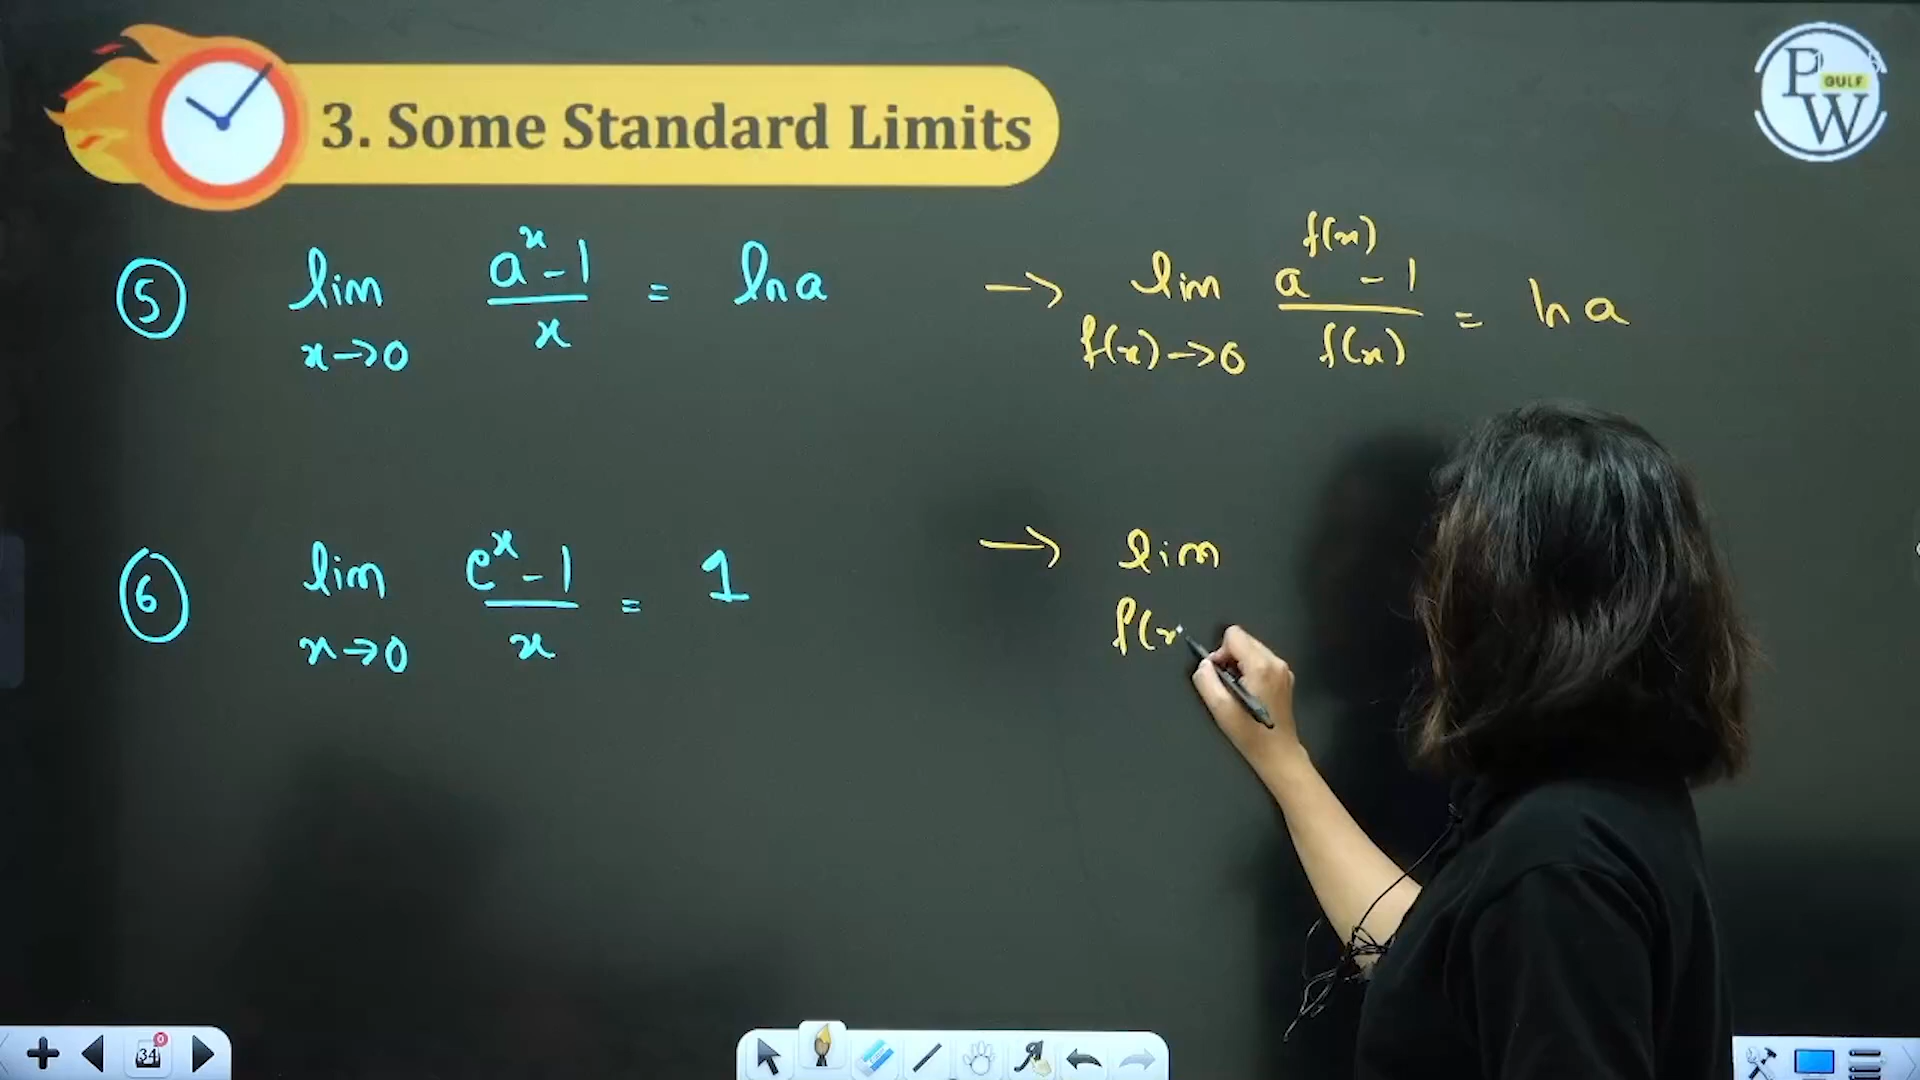 3. Some Standard Limits
PW GULF
⑤ lim x→0 (a^x - 1)/x = ln a → lim f(x)→0 (a^f(x) - 1)/f(x) = ln a
⑥ lim x→0 (e^x - 1)/x = 1 → lim f(x
34
0